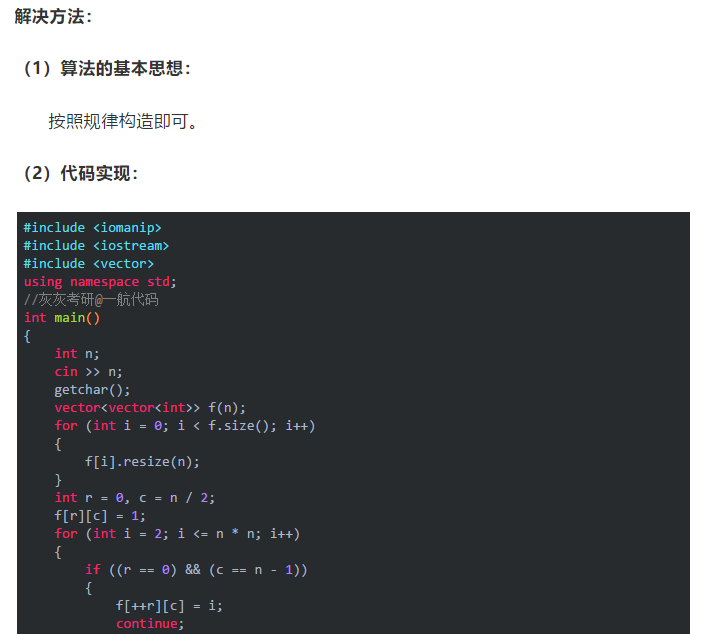 解决方法：
（1）算法的基本思想：
按照规律构造即可。
（2）代码实现：
#include <iomanip>
#include <iostream>
#include <vector>
using namespace std;
//灰灰考研@一航代码
int main()
{
    int n;
    cin >> n;
    getchar();
    vector<vector<int>> f(n);
    for (int i = 0; i < f.size(); i++)
    {
        f[i].resize(n);
    }
    int r = 0, c = n / 2;
    f[r][c] = 1;
    for (int i = 2; i <= n * n; i++)
    {
        if ((r == 0) && (c == n - 1))
        {
            f[++r][c] = i;
            continue;